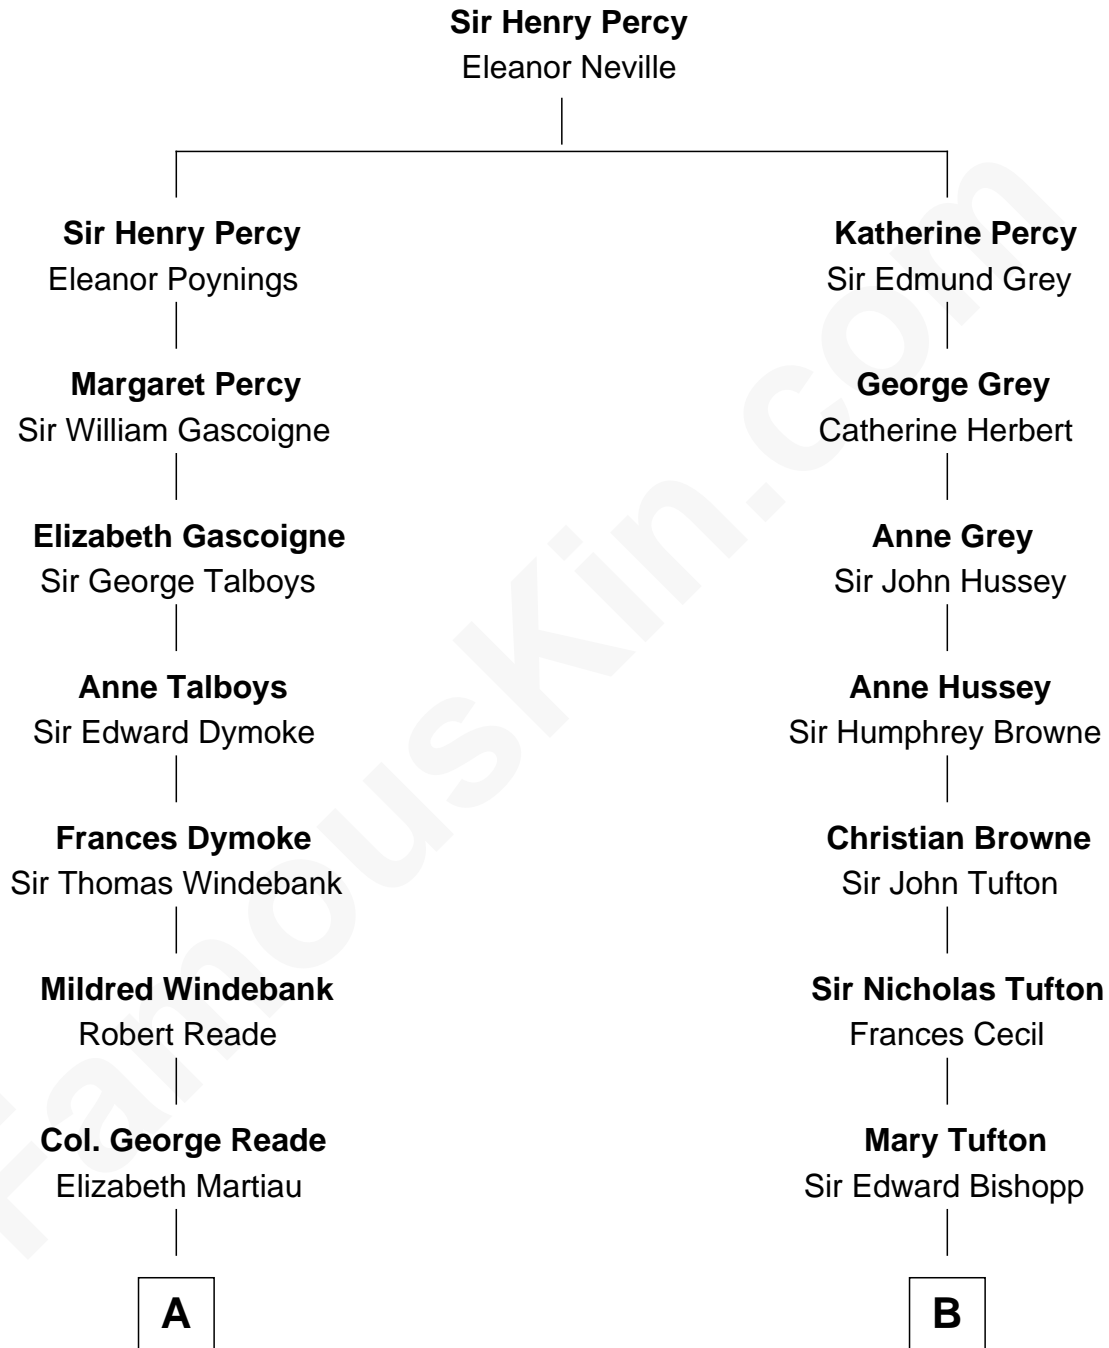 Sir Henry Percy
Eleanor Neville
Sir Henry Percy
Eleanor Poynings
Katherine Percy
Sir Edmund Grey
Margaret Percy
Sir William Gascoigne
George Grey
Catherine Herbert
Elizabeth Gascoigne
Sir George Talboys
Anne Grey
Sir John Hussey
Anne Talboys
Sir Edward Dymoke
Anne Hussey
Sir Humphrey Browne
Frances Dymoke
Sir Thomas Windebank
Christian Browne
Sir John Tufton
Mildred Windebank
Robert Reade
Sir Nicholas Tufton
Frances Cecil
Col. George Reade
Elizabeth Martiau
Mary Tufton
Sir Edward Bishopp
A
B
FamousKin.com